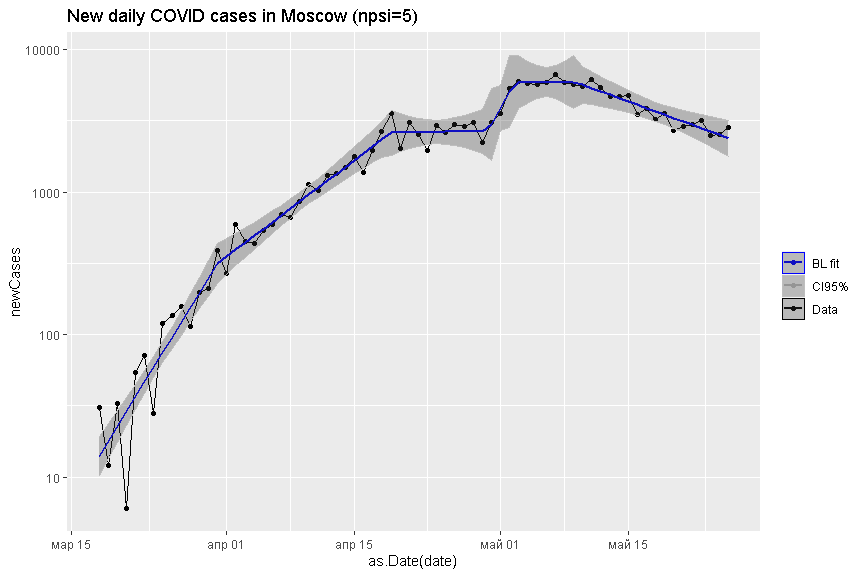 New daily COVID cases in Moscow (npsi=5)
newCases
10000
1000
100
10
мар 15
апр 01
апр 15
май 01
май 15
as.Date(date)
BL fit
CI95%
Data